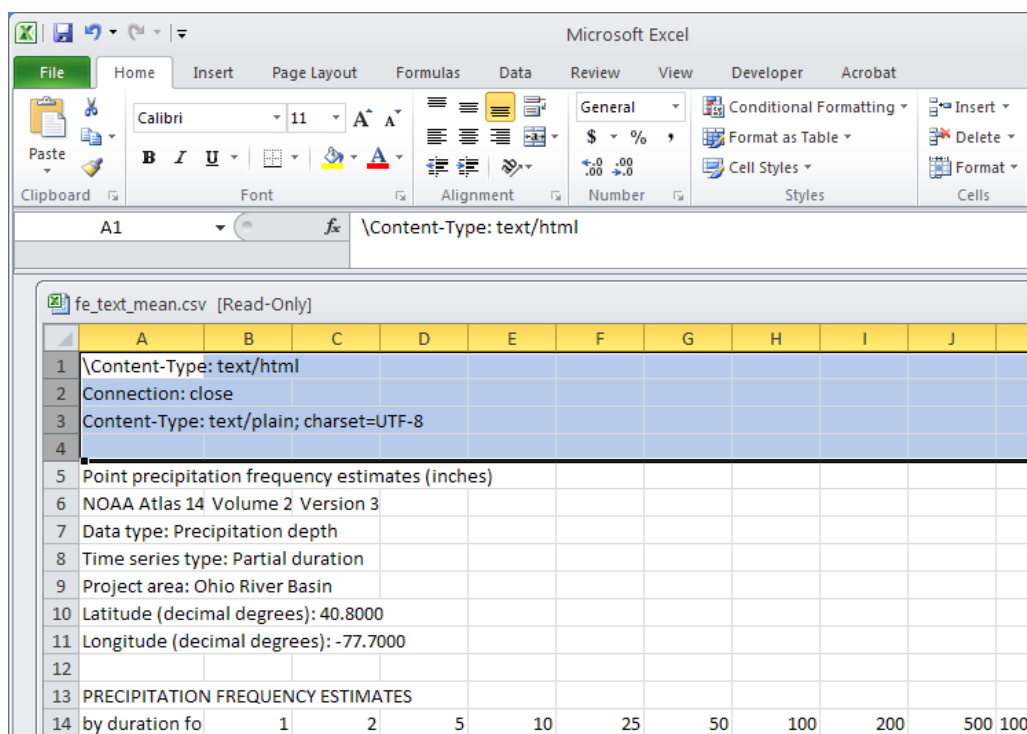 Microsoft Excel
File Home Insert Page Layout Formulas Data Review View Developer Acrobat
Calibri 11 A A General Conditional Formatting Insert
Paste B I U A $ % , Format as Table Delete
.0 .00 .00 .0 Cell Styles Format
Clipboard Font Alignment Number Styles Cells
A1 fx \Content-Type: text/html
fe_text_mean.csv [Read-Only]
A B C D E F G H I J
1 \Content-Type: text/html
2 Connection: close
3 Content-Type: text/plain; charset=UTF-8
4
5 Point precipitation frequency estimates (inches)
6 NOAA Atlas 14 Volume 2 Version 3
7 Data type: Precipitation depth
8 Time series type: Partial duration
9 Project area: Ohio River Basin
10 Latitude (decimal degrees): 40.8000
11 Longitude (decimal degrees): -77.7000
12
13 PRECIPITATION FREQUENCY ESTIMATES
14 by duration fo 1 2 5 10 25 50 100 200 500 100